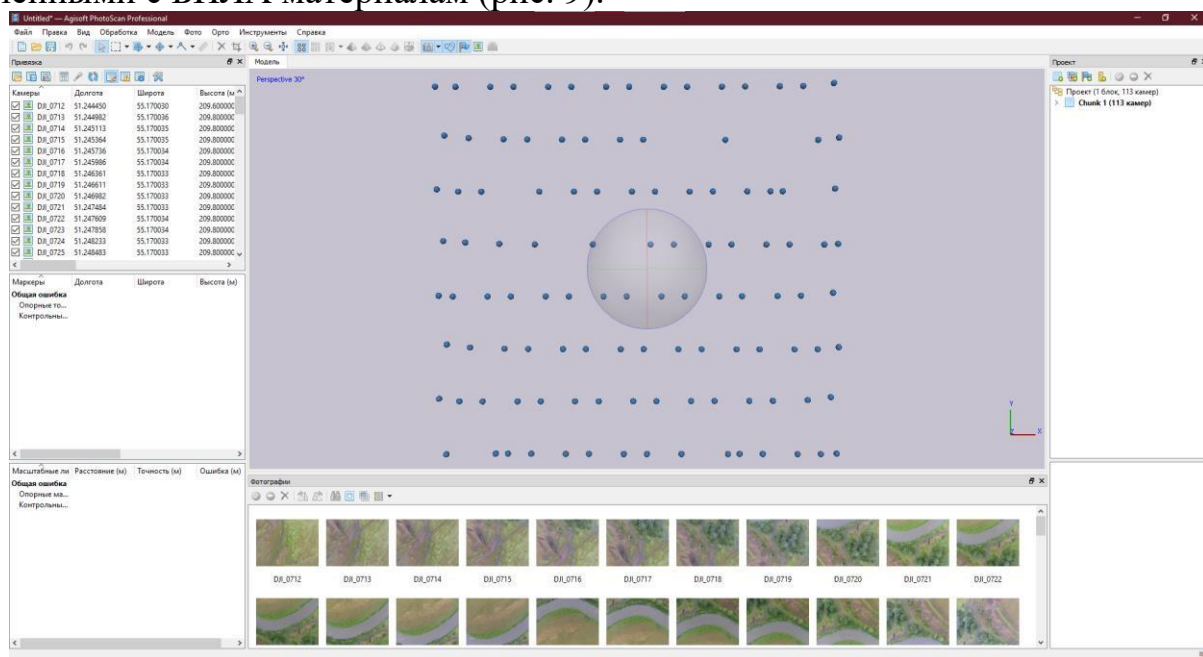 ченными с БПЛА материалам (рис. 9).
Untitled* — Agisoft PhotoScan Professional
Файл Правка Вид Обработка Модель Фото Орто Инструменты Справка
Привязка
Камеры Долгота Широта Высота (м
DJI_0712 51.244450 55.170030 209.600000
DJI_0713 51.244982 55.170036 209.800000
DJI_0714 51.245113 55.170035 209.800000
DJI_0715 51.245364 55.170035 209.800000
DJI_0716 51.245736 55.170034 209.800000
DJI_0717 51.245986 55.170034 209.800000
DJI_0718 51.246361 55.170033 209.800000
DJI_0719 51.246611 55.170033 209.800000
DJI_0720 51.246982 55.170033 209.800000
DJI_0721 51.247484 55.170033 209.800000
DJI_0722 51.247609 55.170034 209.800000
DJI_0723 51.247858 55.170034 209.800000
DJI_0724 51.248233 55.170033 209.800000
DJI_0725 51.248483 55.170033 209.800000
Маркеры Долгота Широта Высота (м)
Общая ошибка
Опорные то...
Контрольны...
Масштабные ли Расстояние (м) Точность (м) Ошибка (м)
Общая ошибка
Опорные ма...
Контрольны...
Модель
Perspective 30°
Y
Z X
Фотографии
DJI_0712 DJI_0713 DJI_0714 DJI_0715 DJI_0716 DJI_0717 DJI_0718 DJI_0719 DJI_0720 DJI_0721 DJI_0722
Проект
Проект (1 блок, 113 камер)
Chunk 1 (113 камер)